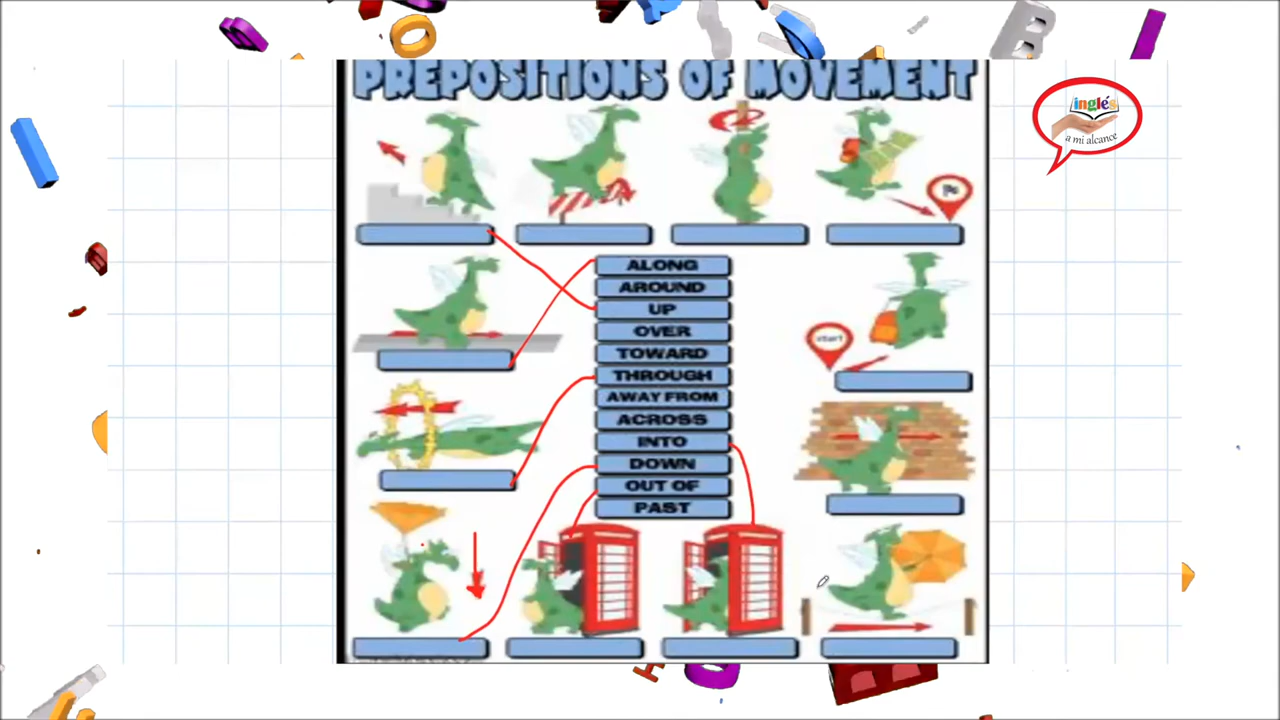 PREPOSITIONS OF MOVEMENT
inglés
a mi alcance
ALONG
AROUND
UP
OVER
TOWARD
start
THROUGH
AWAY FROM
ACROSS
INTO
DOWN
OUT OF
PAST